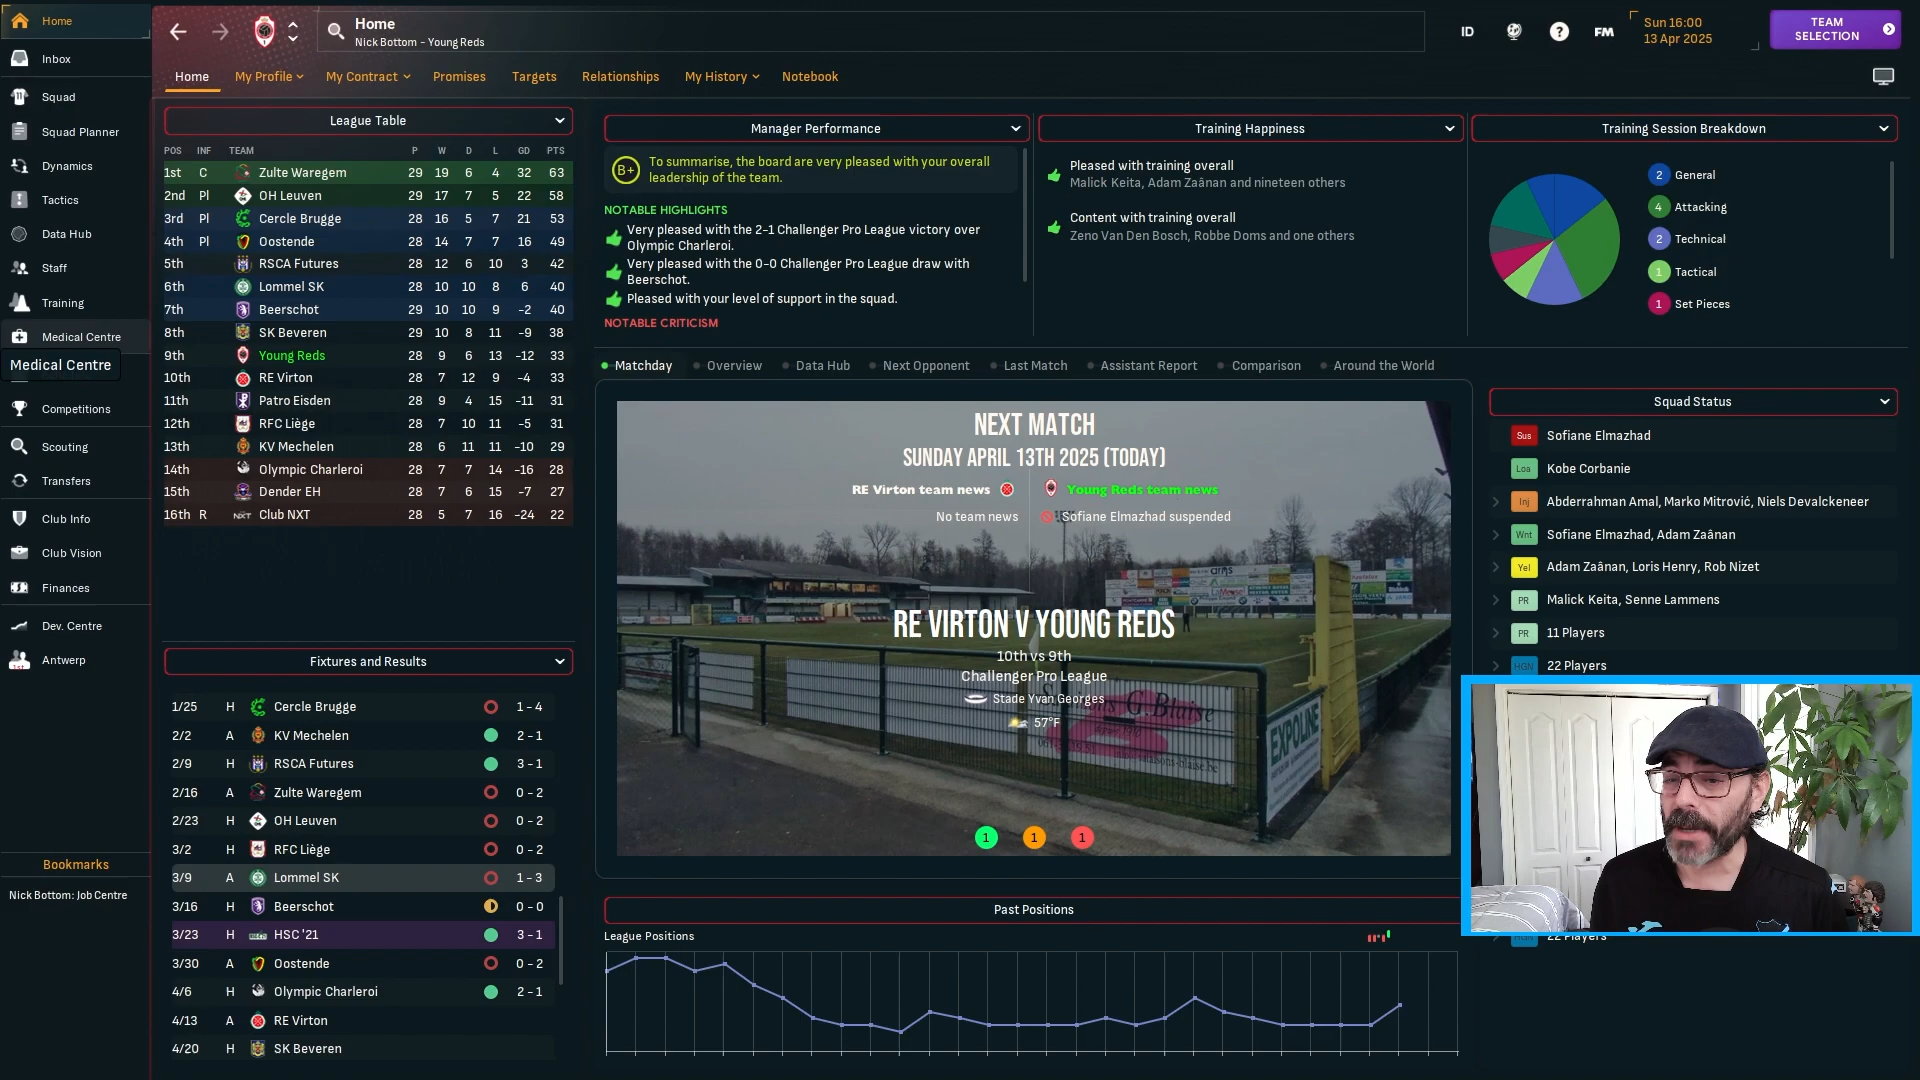 Home
Inbox
Squad
Squad Planner
Dynamics
Tactics
Data Hub
Staff
Training
Medical Centre
Medical Centre
Competitions
Scouting
Transfers
Club Info
Club Vision
Finances
Dev. Centre
Antwerp
Bookmarks
Nick Bottom: Job Centre
Home
Nick Bottom - Young Reds
ID
FM
Sun 16:00
13 Apr 2025
TEAM SELECTION
Home My Profile My Contract Promises Targets Relationships My History Notebook
League Table
POS INF TEAM P W D L GD PTS
1st C Zulte Waregem 29 19 6 4 32 63
2nd Pl OH Leuven 29 17 7 5 22 58
3rd Pl Cercle Brugge 28 16 5 7 21 53
4th Pl Oostende 28 14 7 7 16 49
5th RSCA Futures 28 12 6 10 3 42
6th Lommel SK 28 10 10 8 6 40
7th Beerschot 29 10 10 9 -2 40
8th SK Beveren 29 10 8 11 -9 38
9th Young Reds 28 9 6 13 -12 33
10th RE Virton 28 7 12 9 -4 33
11th Patro Eisden 28 9 4 15 -11 31
12th RFC Liège 28 7 10 11 -5 31
13th KV Mechelen 28 6 11 11 -10 29
14th Olympic Charleroi 28 7 7 14 -16 28
15th Dender EH 28 7 6 15 -7 27
16th R Club NXT 28 5 7 16 -24 22
Fixtures and Results
1/25 H Cercle Brugge 1 - 4
2/2 A KV Mechelen 2 - 1
2/9 H RSCA Futures 3 - 1
2/16 A Zulte Waregem 0 - 2
2/23 H OH Leuven 0 - 2
3/2 H RFC Liège 0 - 2
3/9 A Lommel SK 1 - 3
3/16 H Beerschot 0 - 0
3/23 H HSC '21 3 - 1
3/30 A Oostende 0 - 2
4/6 H Olympic Charleroi 2 - 1
4/13 A RE Virton
4/20 H SK Beveren
Manager Performance
B+
To summarise, the board are very pleased with your overall
leadership of the team.
NOTABLE HIGHLIGHTS
Very pleased with the 2-1 Challenger Pro League victory over
Olympic Charleroi.
Very pleased with the 0-0 Challenger Pro League draw with
Beerschot.
Pleased with your level of support in the squad.
NOTABLE CRITICISM
Training Happiness
Pleased with training overall
Malick Keita, Adam Zaânan and nineteen others
Content with training overall
Zeno Van Den Bosch, Robbe Doms and one others
Training Session Breakdown
2 General
4 Attacking
2 Technical
1 Tactical
1 Set Pieces
Matchday Overview Data Hub Next Opponent Last Match Assistant Report Comparison Around the World
NEXT MATCH
SUNDAY APRIL 13TH 2025 (TODAY)
RE Virton team news
Young Reds team news
No team news
Sofiane Elmazhad suspended
RE VIRTON V YOUNG REDS
10th vs 9th
Challenger Pro League
Stade Yvan Georges
57°F
EXPOLINE
1 1 1
Past Positions
League Positions
Squad Status
Sus Sofiane Elmazhad
Loa Kobe Corbanie
Inj Abderrahman Amal, Marko Mitrović, Niels Devalckeneer
Wnt Sofiane Elmazhad, Adam Zaânan
Yel Adam Zaânan, Loris Henry, Rob Nizet
PR Malick Keita, Senne Lammens
PR 11 Players
HGN 22 Players
22 Players